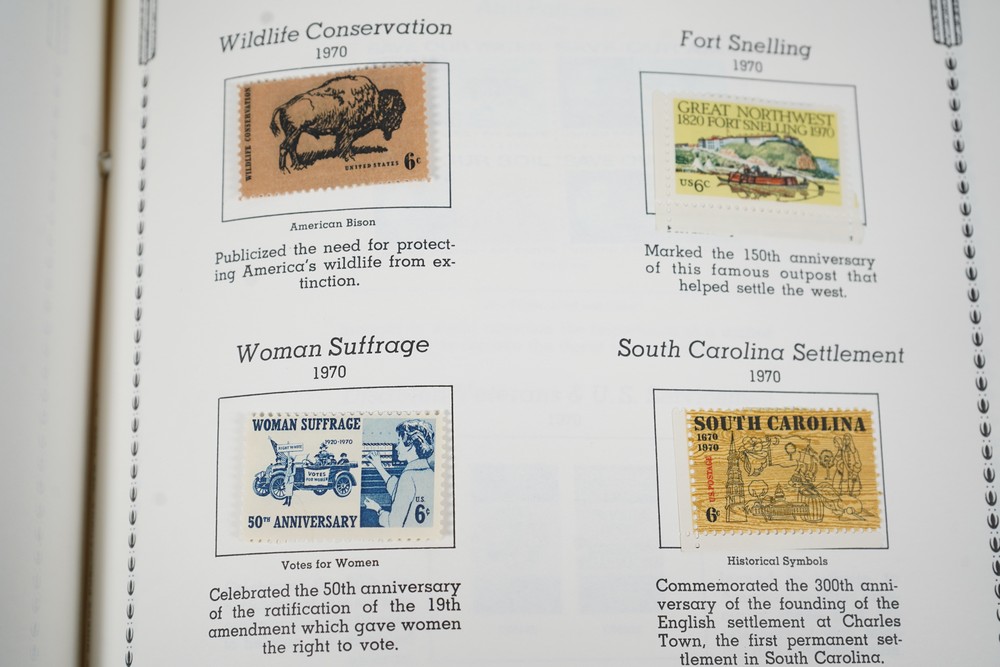 Wildlife Conservation
1970
WILDLIFE CONSERVATION
UNITED STATES 6c
American Bison
Publicized the need for protect-
ing America's wildlife from ex-
tinction.
Fort Snelling
1970
GREAT NORTHWEST
1820 FORT SNELLING 1970
US 6c
Marked the 150th anniversary
of this famous outpost that
helped settle the west.
Woman Suffrage
1970
WOMAN SUFFRAGE
1920-1970
VOTES
FOR WOMEN
U.S.
6c
50TH ANNIVERSARY
Votes for Women
Celebrated the 50th anniversary
of the ratification of the 19th
amendment which gave women
the right to vote.
South Carolina Settlement
1970
SOUTH CAROLINA
1670
1970
US POSTAGE
6c
Historical Symbols
Commemorated the 300th anni-
versary of the founding of the
English settlement at Charles
Town, the first permanent set-
tlement in South Carolina.